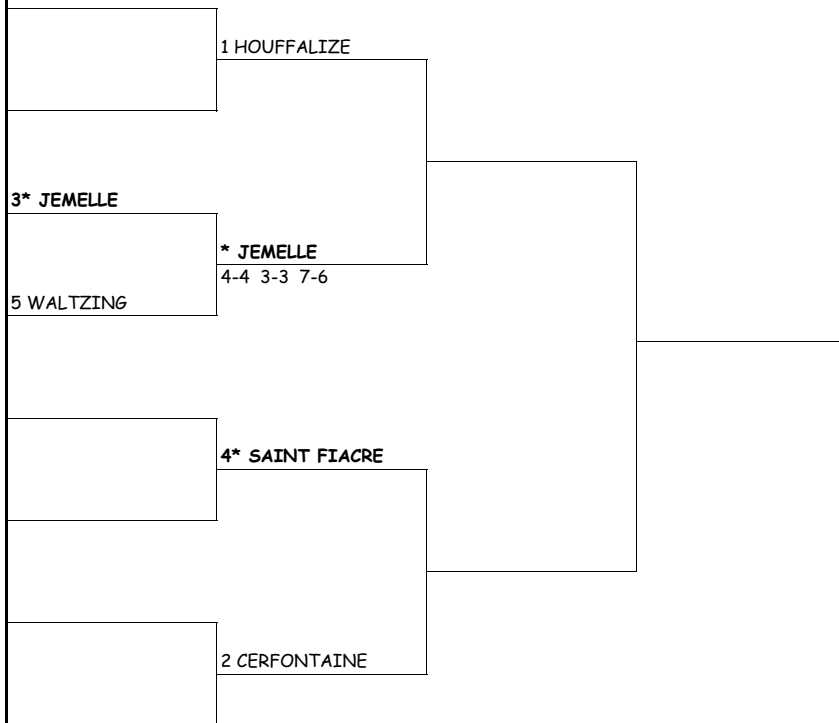 1 HOUFFALIZE
3* JEMELLE
* JEMELLE
4-4 3-3 7-6
5 WALTZING
4* SAINT FIACRE
2 CERFONTAINE